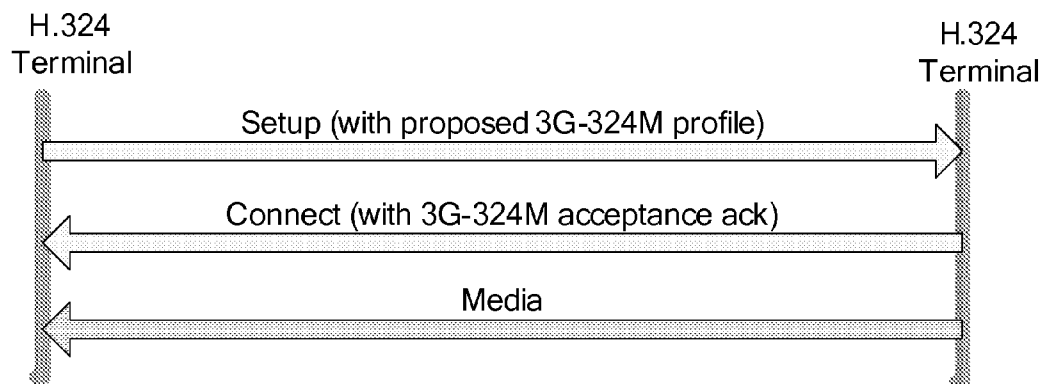 H.324
Terminal
H.324
Terminal
Setup (with proposed 3G-324M profile)
Connect (with 3G-324M acceptance ack)
Media